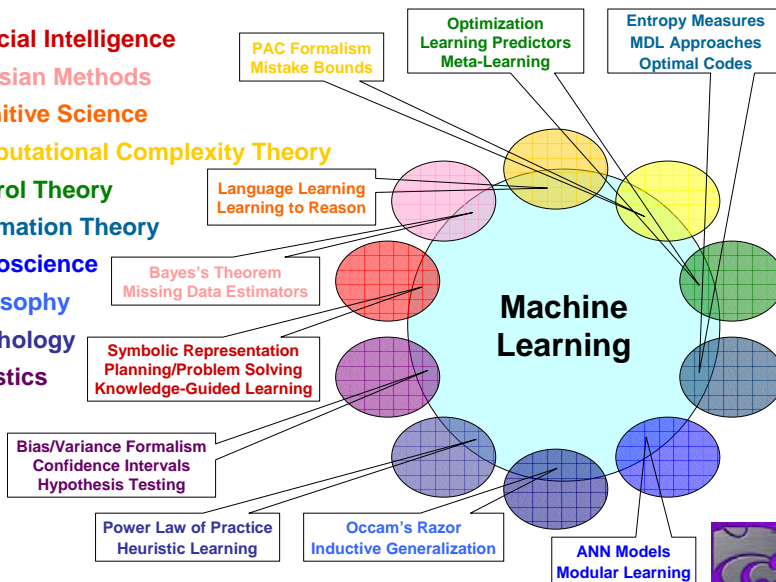 cial Intelligence
sian Methods
nitive Science
putational Complexity Theory
rol Theory
mation Theory
oscience
sophy
hology
stics
PAC Formalism
Mistake Bounds
Optimization
Learning Predictors
Meta-Learning
Entropy Measures
MDL Approaches
Optimal Codes
Language Learning
Learning to Reason
Bayes's Theorem
Missing Data Estimators
Symbolic Representation
Planning/Problem Solving
Knowledge-Guided Learning
Machine
Learning
Bias/Variance Formalism
Confidence Intervals
Hypothesis Testing
Power Law of Practice
Heuristic Learning
Occam's Razor
Inductive Generalization
ANN Models
Modular Learning